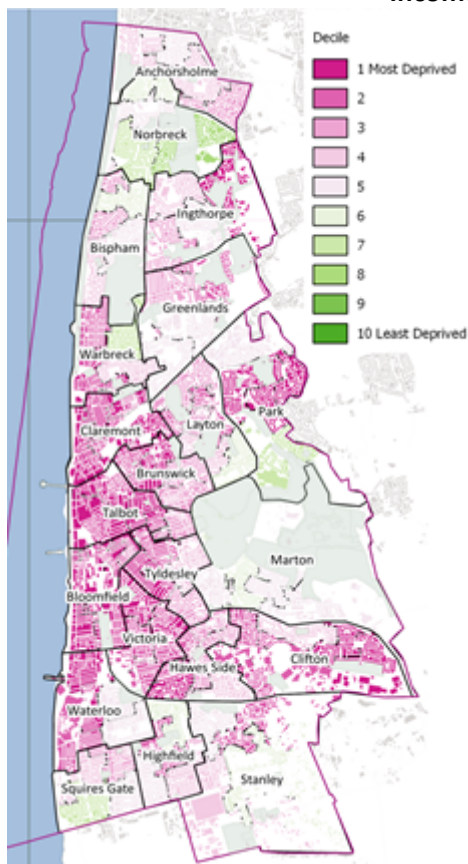 Decile
1 Most Deprived
2
3
4
5
6
7
8
9
10 Least Deprived
Anchorsholme
Norbreck
Ingthorpe
Bispham
Greenlands
Warbreck
Park
Claremont
Layton
Brunswick
Talbot
Marton
Tyldesley
Bloomfield
Victoria
Clifton
Hawes Side
Waterloo
Highfield
Stanley
Squires Gate